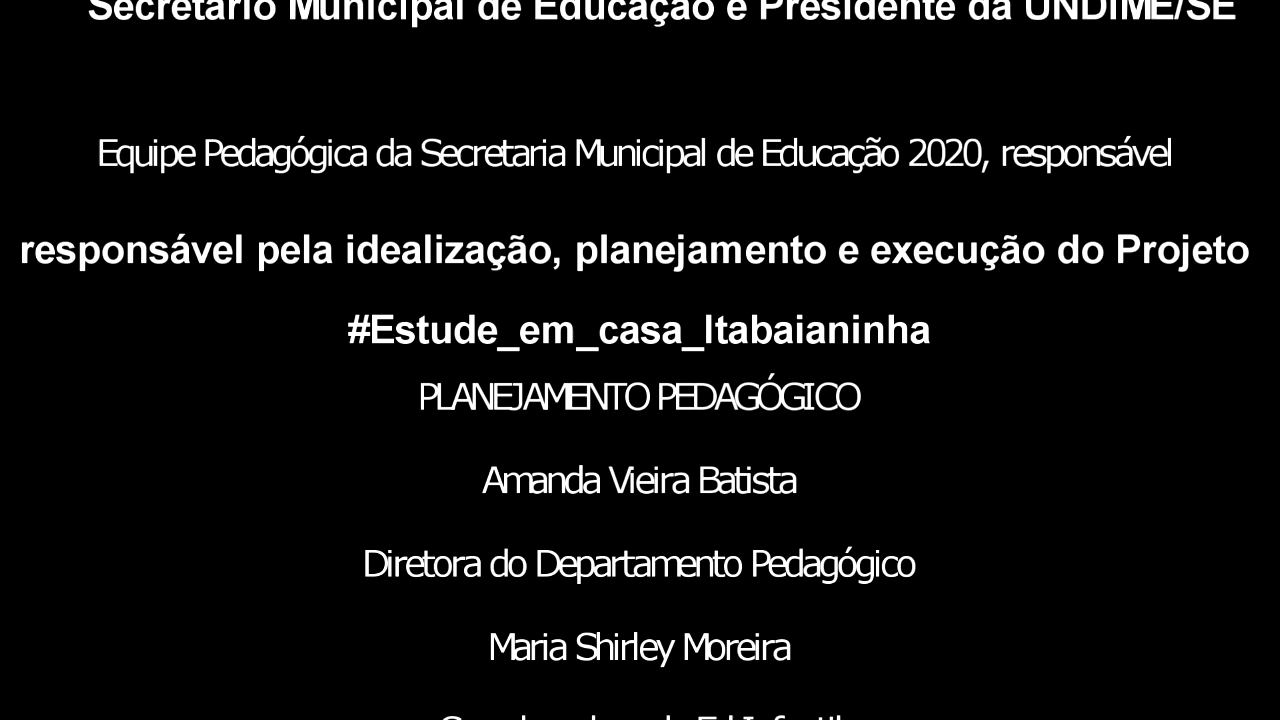 Secretário Municipal de Educação e Presidente da UNDIME/SE
Equipe Pedagógica da Secretaria Municipal de Educação 2020, responsável
responsável pela idealização, planejamento e execução do Projeto
#Estude_em_casa_Itabaianinha
PLANEJAMENTO PEDAGÓGICO
Amanda Vieira Batista
Diretora do Departamento Pedagógico
Maria Shirley Moreira